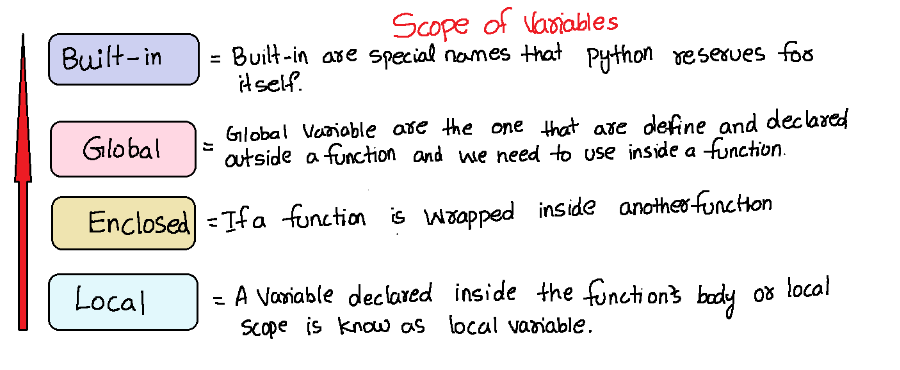 Scope of Variables
Built-in = Built-in are special names that python reserves for
itself.
Global = Global Variable are the one that are define and declared
outside a function and we need to use inside a function.
Enclosed = If a function is wrapped inside another function
Local = A Variable declared inside the function's body or local
scope is know as local variable.